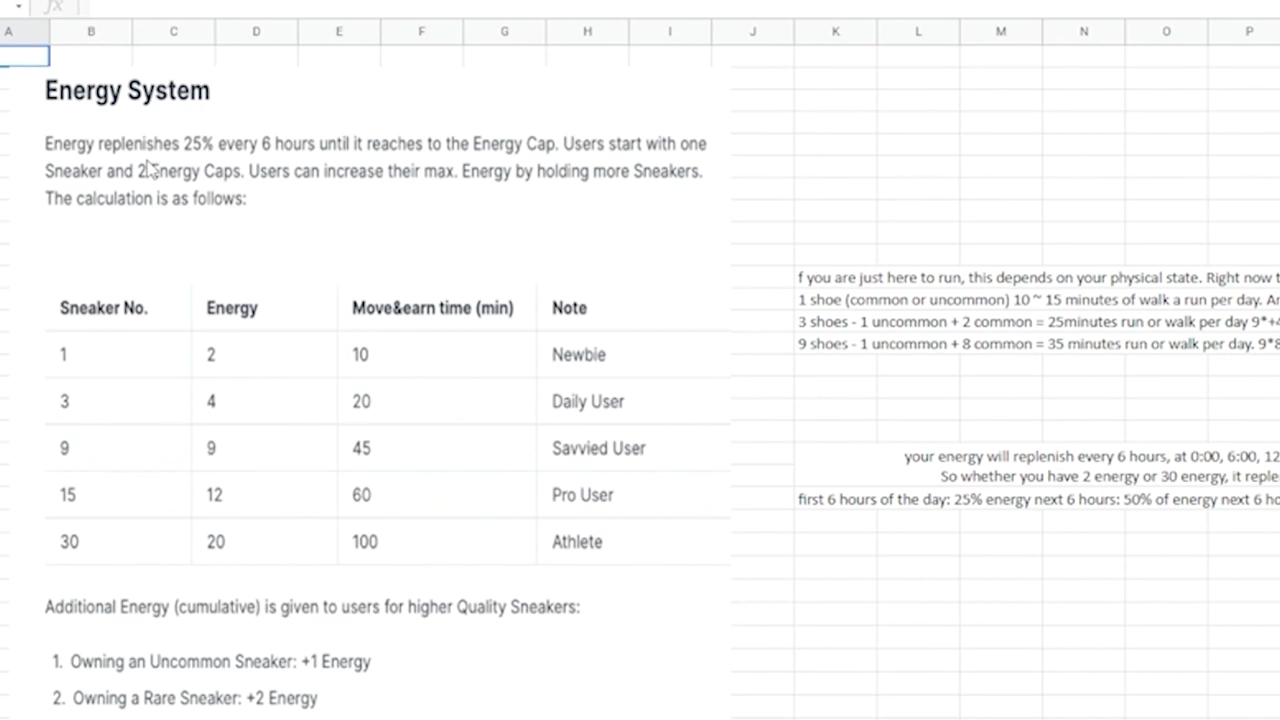 fx
A B C D E F G H I J K L M N O P
Energy System
Energy replenishes 25% every 6 hours until it reaches to the Energy Cap. Users start with one
Sneaker and 2 Energy Caps. Users can increase their max. Energy by holding more Sneakers.
The calculation is as follows:
Sneaker No. Energy Move&earn time (min) Note
1 2 10 Newbie
3 4 20 Daily User
9 9 45 Savvied User
15 12 60 Pro User
30 20 100 Athlete
Additional Energy (cumulative) is given to users for higher Quality Sneakers:
1. Owning an Uncommon Sneaker: +1 Energy
2. Owning a Rare Sneaker: +2 Energy
f you are just here to run, this depends on your physical state. Right now t
1 shoe (common or uncommon) 10 ~ 15 minutes of walk a run per day. Ar
3 shoes - 1 uncommon + 2 common = 25minutes run or walk per day 9*+4
9 shoes - 1 uncommon + 8 common = 35 minutes run or walk per day. 9*8
your energy will replenish every 6 hours, at 0:00, 6:00, 12
So whether you have 2 energy or 30 energy, it reple
first 6 hours of the day: 25% energy next 6 hours: 50% of energy next 6 ho